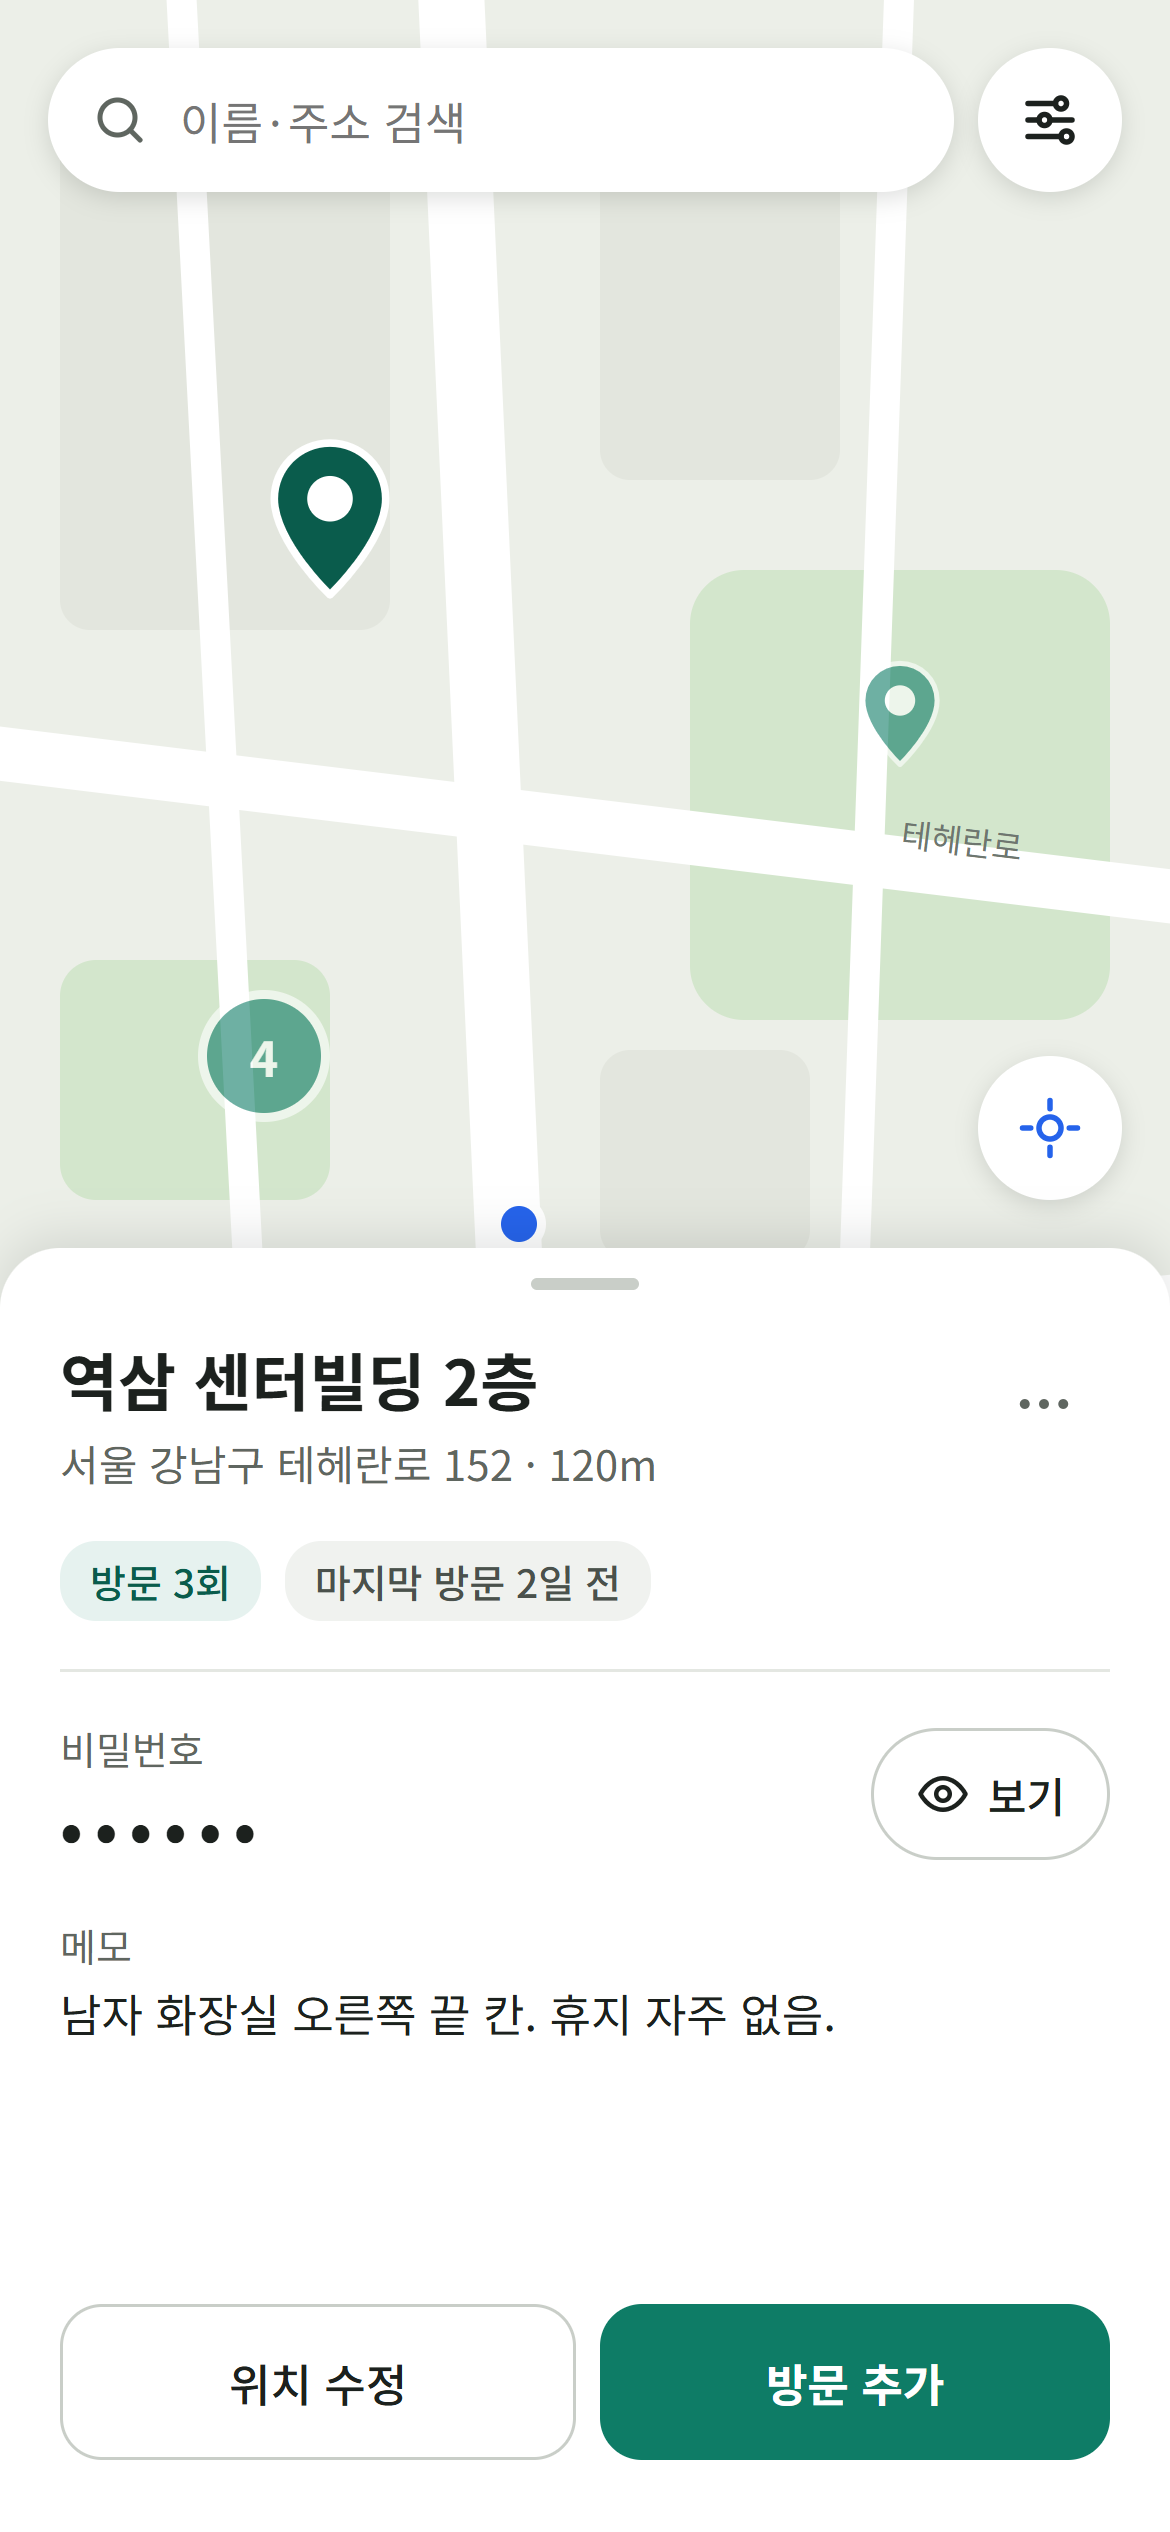 이름·주소 검색
테헤란로
4
역삼 센터빌딩 2층
서울 강남구 테헤란로 152 · 120m
방문 3회
마지막 방문 2일 전
비밀번호
••••••
보기
메모
남자 화장실 오른쪽 끝 칸. 휴지 자주 없음.
위치 수정
방문 추가